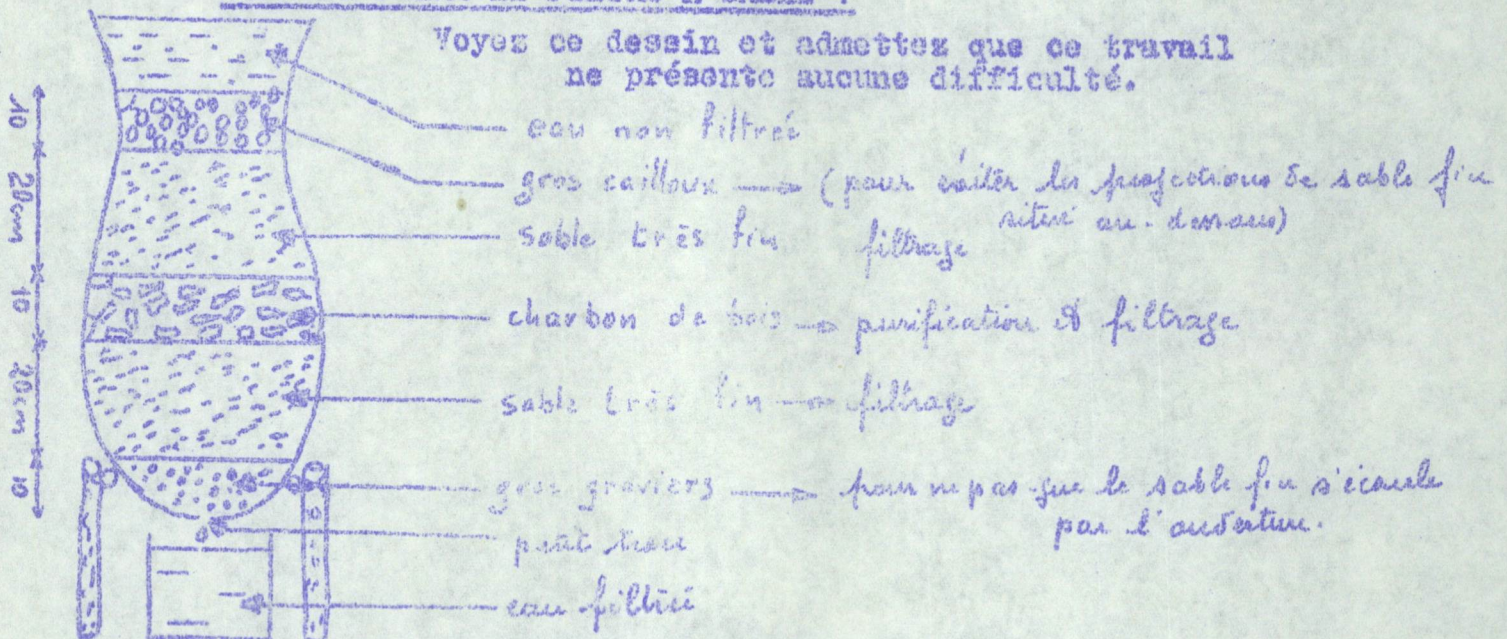 Voyez ce dessin et admettez que ce travail
ne présente aucune difficulté.
eau non filtrée
gros cailloux → (pour éviter les projections de sable fin
situé au-dessous)
sable très fin filtrage
charbon de bois → purification et filtrage
sable très fin → filtrage
gros graviers → pour ne pas que le sable fin s'écoule
par l'ouverture.
petit trou
eau filtrée
10
20cm
10
20cm
10